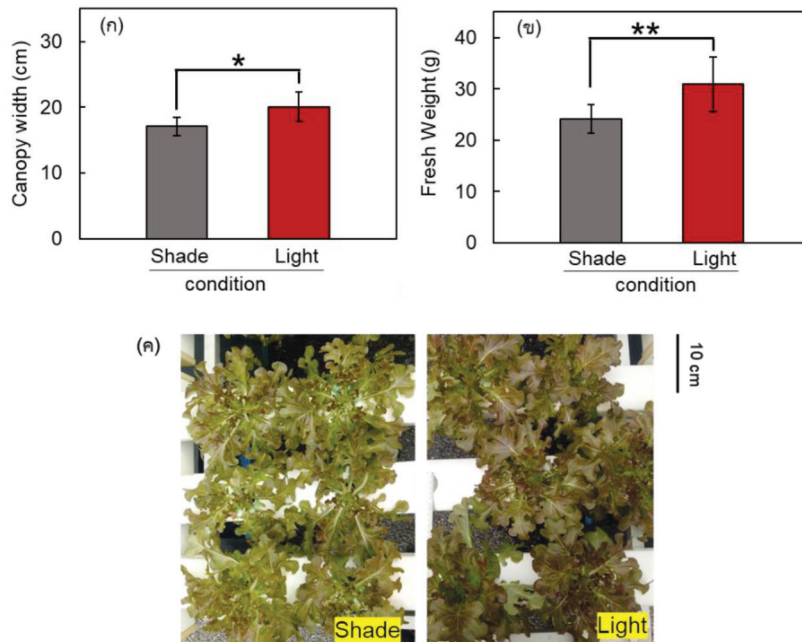 (ก)
Canopy width (cm)
30
20
10
0
*
Shade
Light
condition
(ข)
Fresh Weight (g)
40
30
20
10
0
**
Shade
Light
condition
(ค)
Shade
Light
10 cm